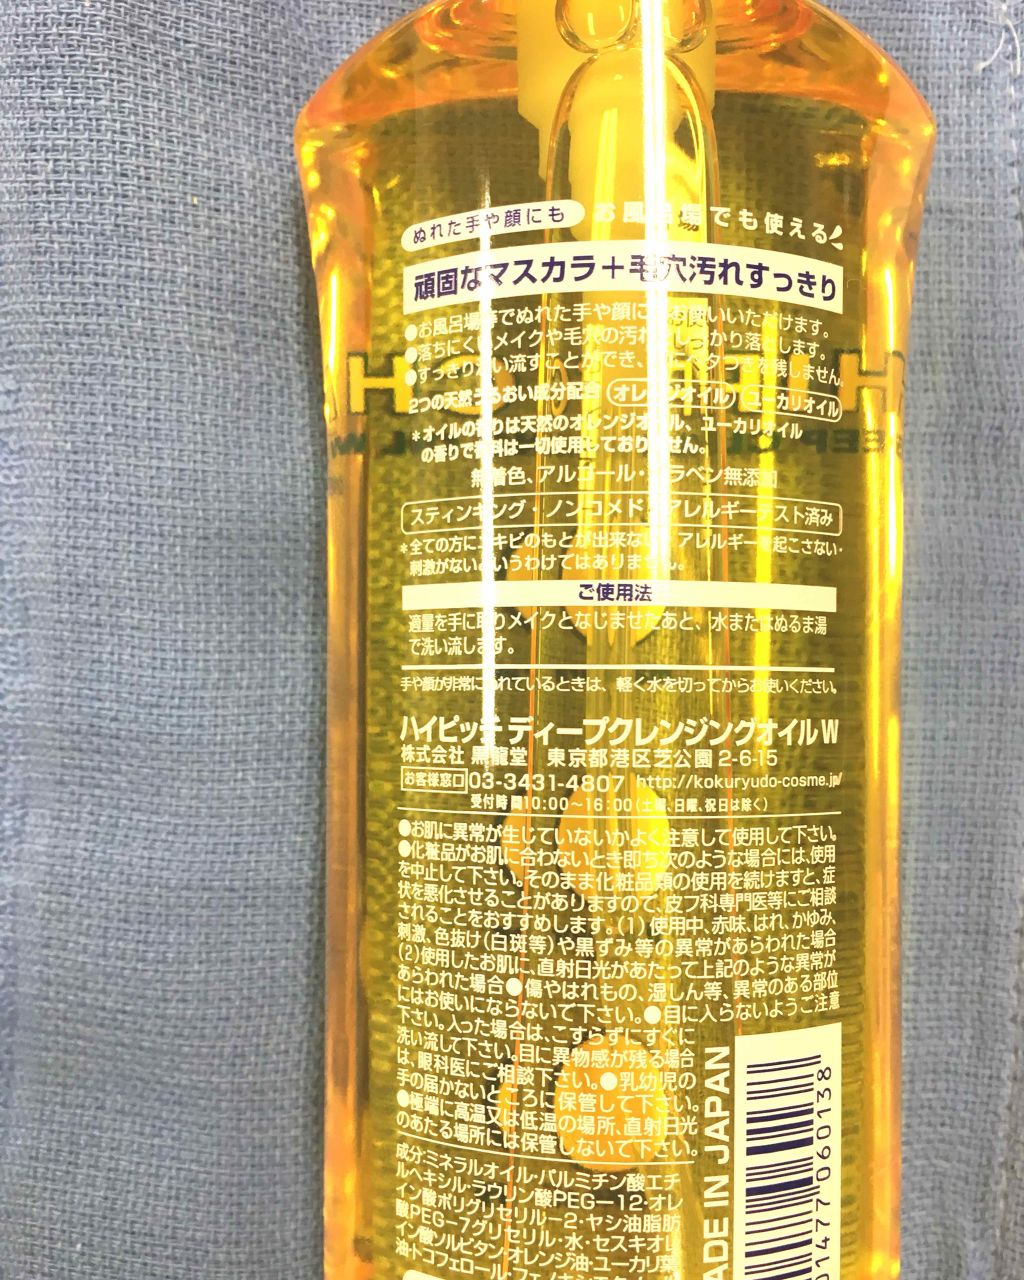 ぬれた手や顔にも お風呂場でも使える
頑固なマスカラ＋毛穴汚れすっきり
●お風呂場等でぬれた手や顔にもお使いいただけます。
●落ちにくいメイクや毛穴の汚れをしっかり落とします。
●すっきり洗い流すことができ、ベタつきを残しません。
2つの天然うるおい成分配合 オレンジオイル ユーカリオイル
＊オイルの香りは天然のオレンジオイル、ユーカリオイル
の香りで香料は一切使用しておりません。
無着色、アルコール・パラベン無添加
スティンギング・ノンコメド・アレルギーテスト済み
＊全ての方にニキビのもとが出来ない、アレルギーを起こさない・
刺激がないというわけではありません。
ご使用法
適量を手に取りメイクとなじませたあと、水またはぬるま湯
で洗い流します。
手や顔が非常にぬれているときは、軽く水を切ってからお使いください。
ハイピッチ ディープクレンジングオイルW
株式会社 黒龍堂 東京都港区芝公園2-6-15
お客様窓口 03-3431-4807 http://kokuryudo-cosme.jp/
受付時間10:00〜16:00(土曜、日曜、祝日は除く)
●お肌に異常が生じていないかよく注意して使用して下さい。
●化粧品がお肌に合わないとき即ち次のような場合には、使用
を中止して下さい。そのまま化粧品類の使用を続けますと、症
状を悪化させることがありますので、皮フ科専門医等にご相談
されることをおすすめします。(1)使用中、赤味、はれ、かゆみ、
刺激、色抜け(白斑等)や黒ずみ等の異常があらわれた場合
(2)使用したお肌に、直射日光があたって上記のような異常が
あらわれた場合●傷やはれもの、湿しん等、異常のある部位
にはお使いにならないで下さい。●目に入らないようご注意
下さい。入った場合は、こすらずにすぐに
洗い流して下さい。目に異物感が残る場合
は、眼科医にご相談下さい。●乳幼児の
手の届かないところに保管して下さい。
●極端に高温又は低温の場所、直射日光
のあたる場所には保管しないで下さい。
成分:ミネラルオイル・パルミチン酸エチ
ルヘキシル・ラウリン酸PEG－12・オレ
イン酸ポリグリセリル－2・ヤシ油脂肪
酸PEG－7グリセリル・水・セスキオレ
イン酸ソルビタン・オレンジ油・ユーカリ葉
油・トコフェロール・フェノキシエタ
MADE IN JAPAN
01477 060138